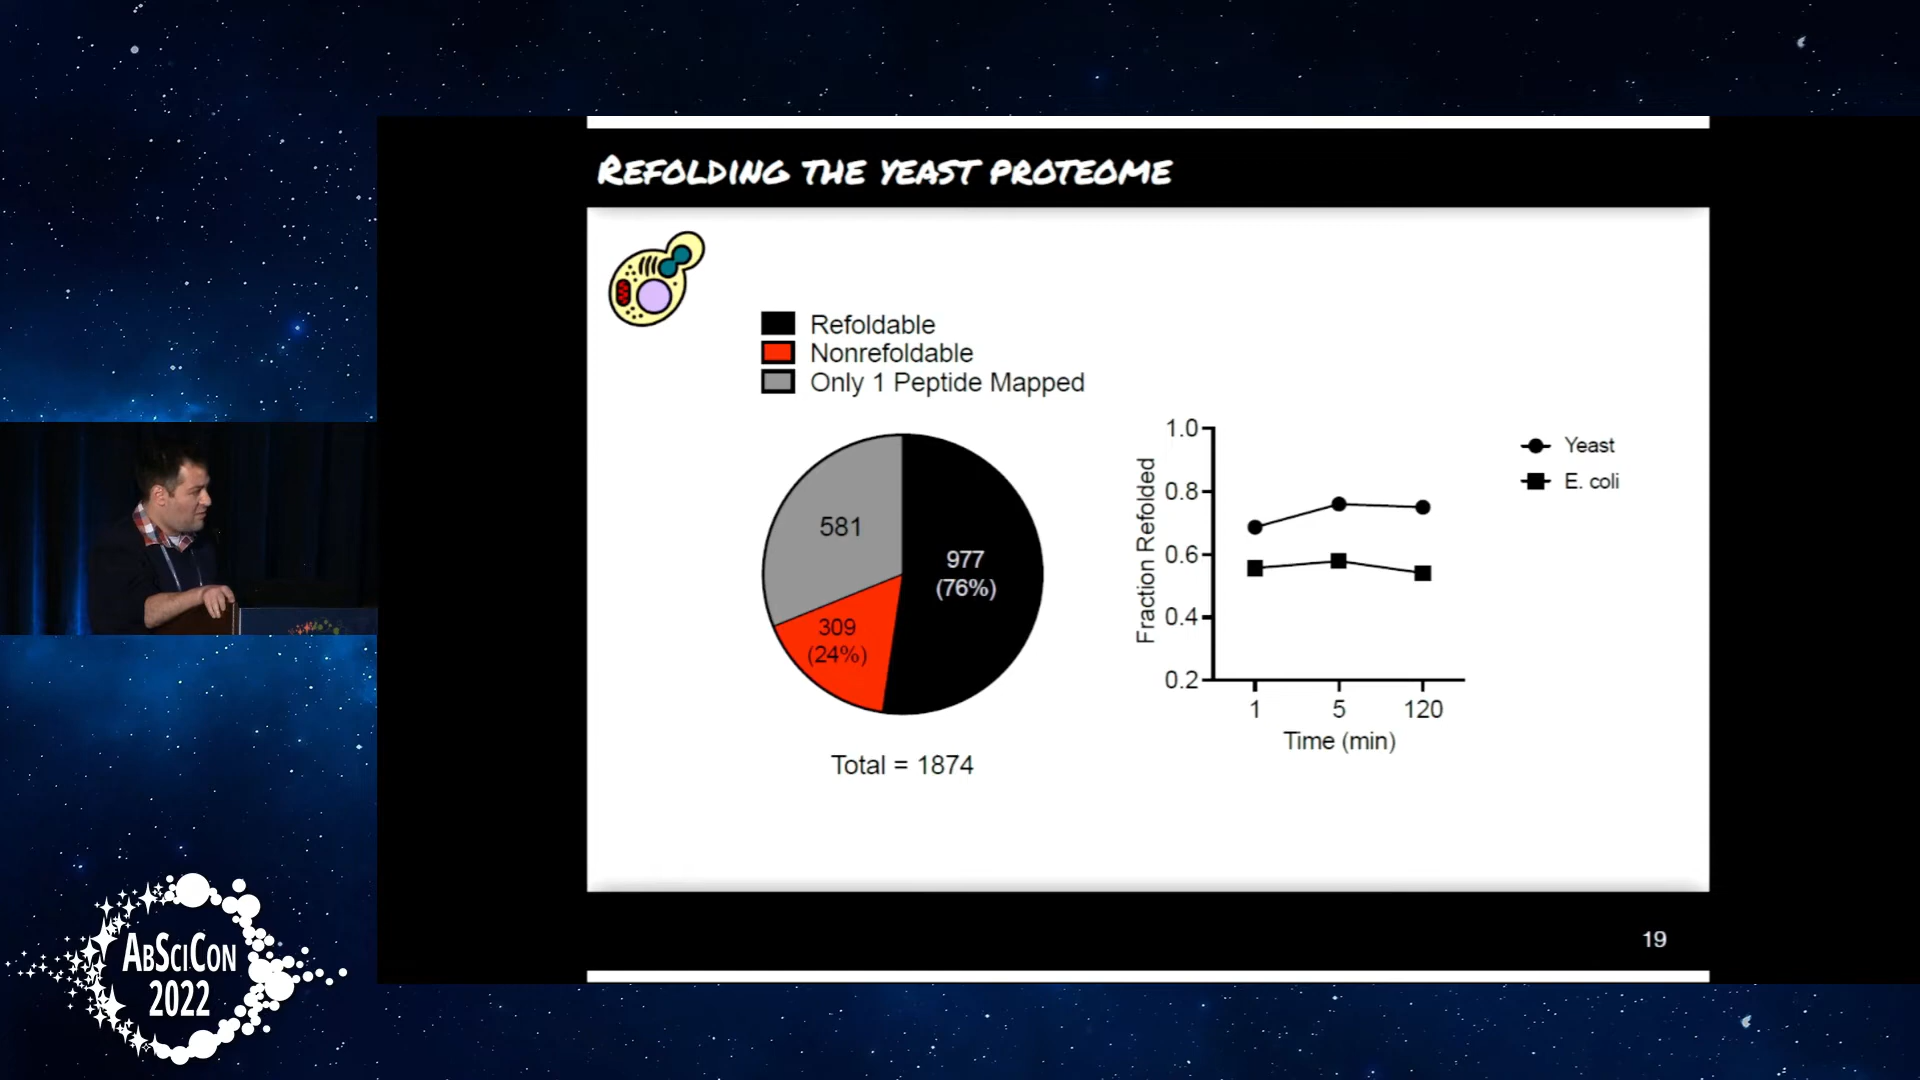 REFOLDING THE YEAST PROTEOME
Refoldable
Nonrefoldable
Only 1 Peptide Mapped
581
977
(76%)
309
(24%)
Total = 1874
Fraction Refolded
1.0
0.8
0.6
0.4
0.2
1 5 120
Time (min)
Yeast
E. coli
19
ABSCICON
2022